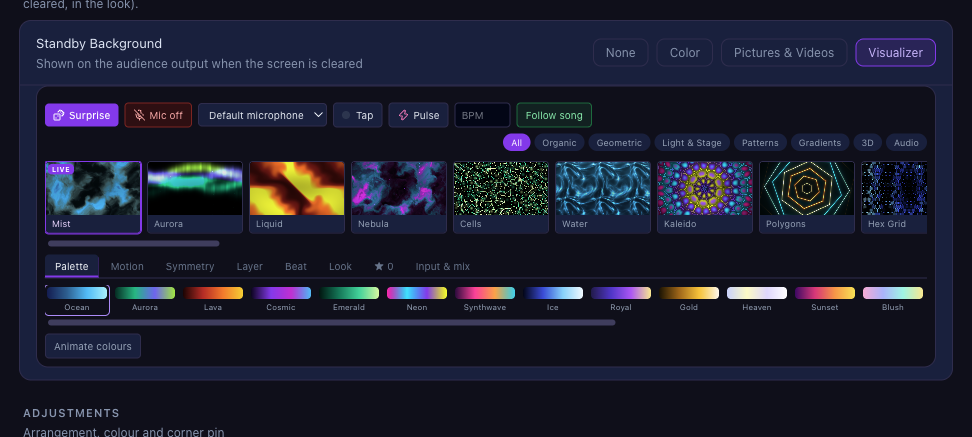 cleared, in the look).
Standby Background
Shown on the audience output when the screen is cleared
None
Color
Pictures & Videos
Visualizer
Surprise
Mic off
Default microphone
Tap
Pulse
BPM
Follow song
All
Organic
Geometric
Light & Stage
Patterns
Gradients
3D
Audio
LIVE
Mist
Aurora
Liquid
Nebula
Cells
Water
Kaleido
Polygons
Hex Grid
Palette
Motion
Symmetry
Layer
Beat
Look
★ 0
Input & mix
Ocean
Aurora
Lava
Cosmic
Emerald
Neon
Synthwave
Ice
Royal
Gold
Heaven
Sunset
Blush
Animate colours
ADJUSTMENTS
Arrangement, colour and corner pin